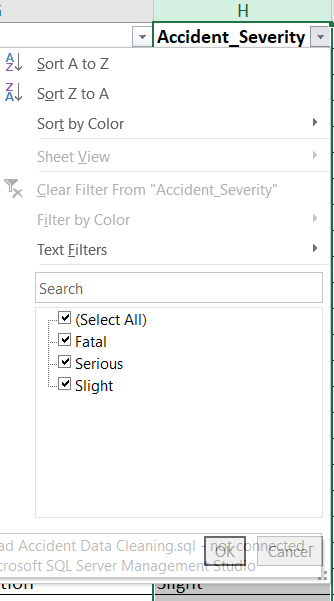 G H
Accident_Severity
Sort A to Z
Sort Z to A
Sort by Color
Sheet View
Clear Filter From "Accident_Severity"
Filter by Color
Text Filters
Search
(Select All)
Fatal
Serious
Slight
ad Accident Data Cleaning.sql - not connected
OK Cancel
crosoft SQL Server Management Studio
Slight